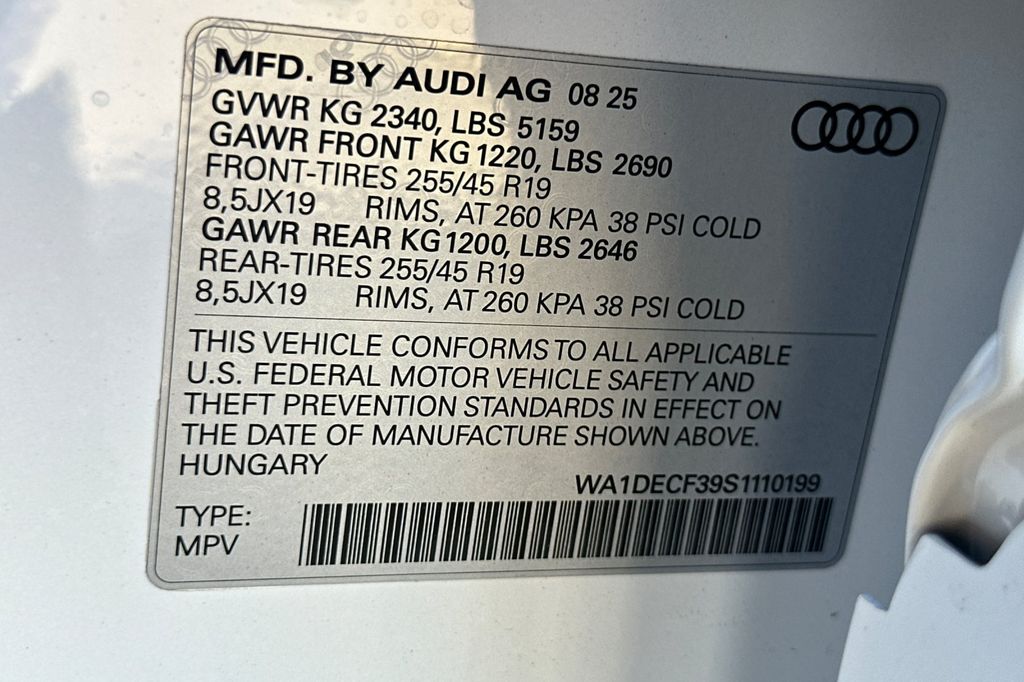 MFD. BY AUDI AG 08 25
GVWR KG 2340, LBS 5159
GAWR FRONT KG 1220, LBS 2690
FRONT-TIRES 255/45 R19
8,5JX19 RIMS, AT 260 KPA 38 PSI COLD
GAWR REAR KG 1200, LBS 2646
REAR-TIRES 255/45 R19
8,5JX19 RIMS, AT 260 KPA 38 PSI COLD
THIS VEHICLE CONFORMS TO ALL APPLICABLE
U.S. FEDERAL MOTOR VEHICLE SAFETY AND
THEFT PREVENTION STANDARDS IN EFFECT ON
THE DATE OF MANUFACTURE SHOWN ABOVE.
HUNGARY
WA1DECF39S1110199
TYPE:
MPV